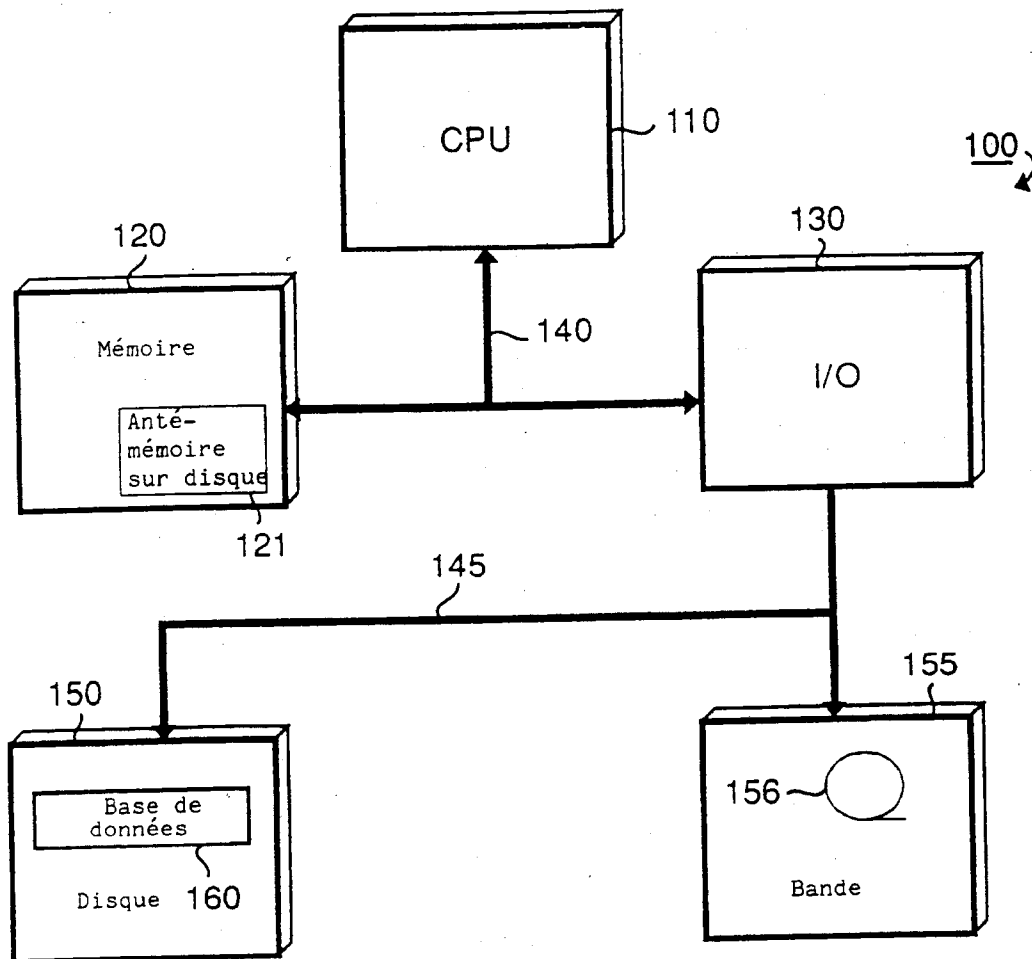 CPU
110
100
120
130
Mémoire
140
I/O
Anté-
mémoire
sur disque
121
145
150
155
Base de
données
156
Disque
160
Bande